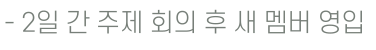 - 2일 간 주제 회의 후 새 멤버 영입